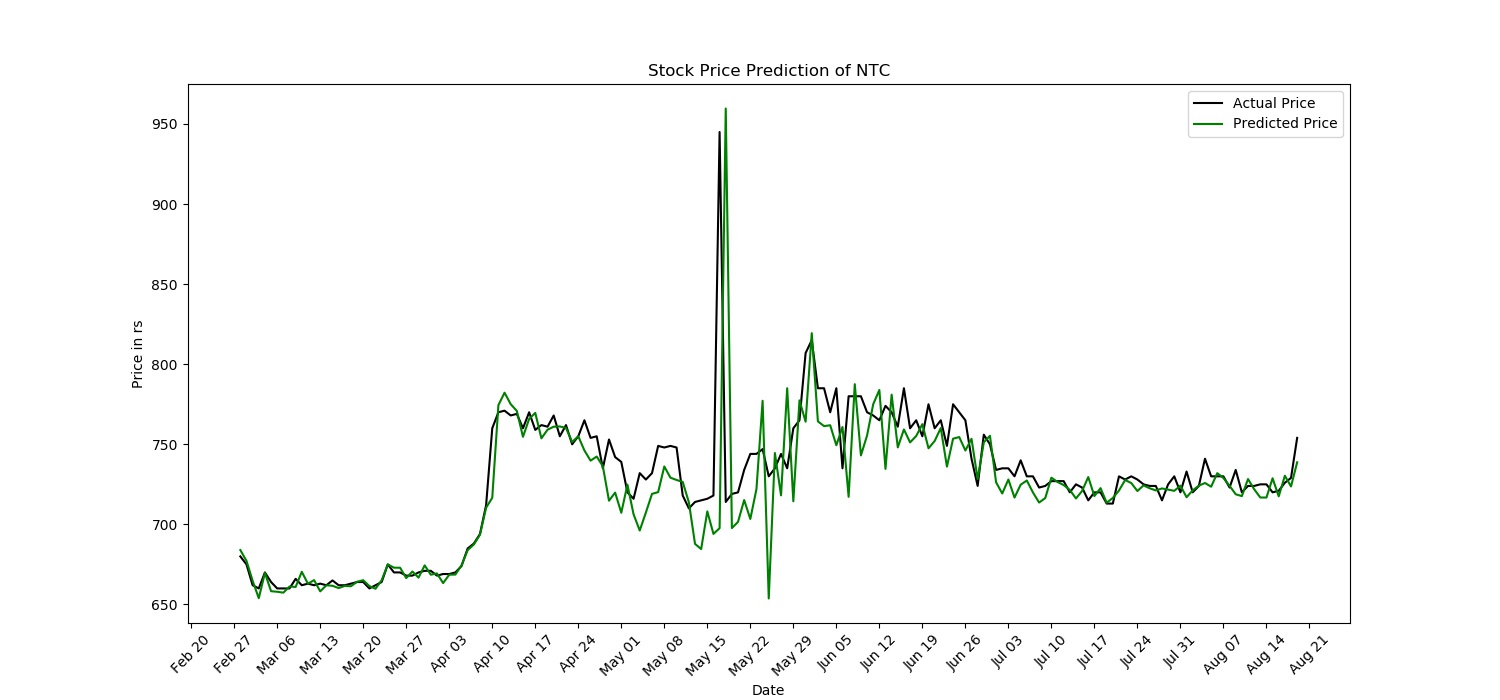 Stock Price Prediction of NTC
Actual Price
Predicted Price
Price in rs
950
900
850
800
750
700
650
Feb 20
Feb 27
Mar 06
Mar 13
Mar 20
Mar 27
Apr 03
Apr 10
Apr 17
Apr 24
May 01
May 08
May 15
May 22
May 29
Jun 05
Jun 12
Jun 19
Jun 26
Jul 03
Jul 10
Jul 17
Jul 24
Jul 31
Aug 07
Aug 14
Aug 21
Date